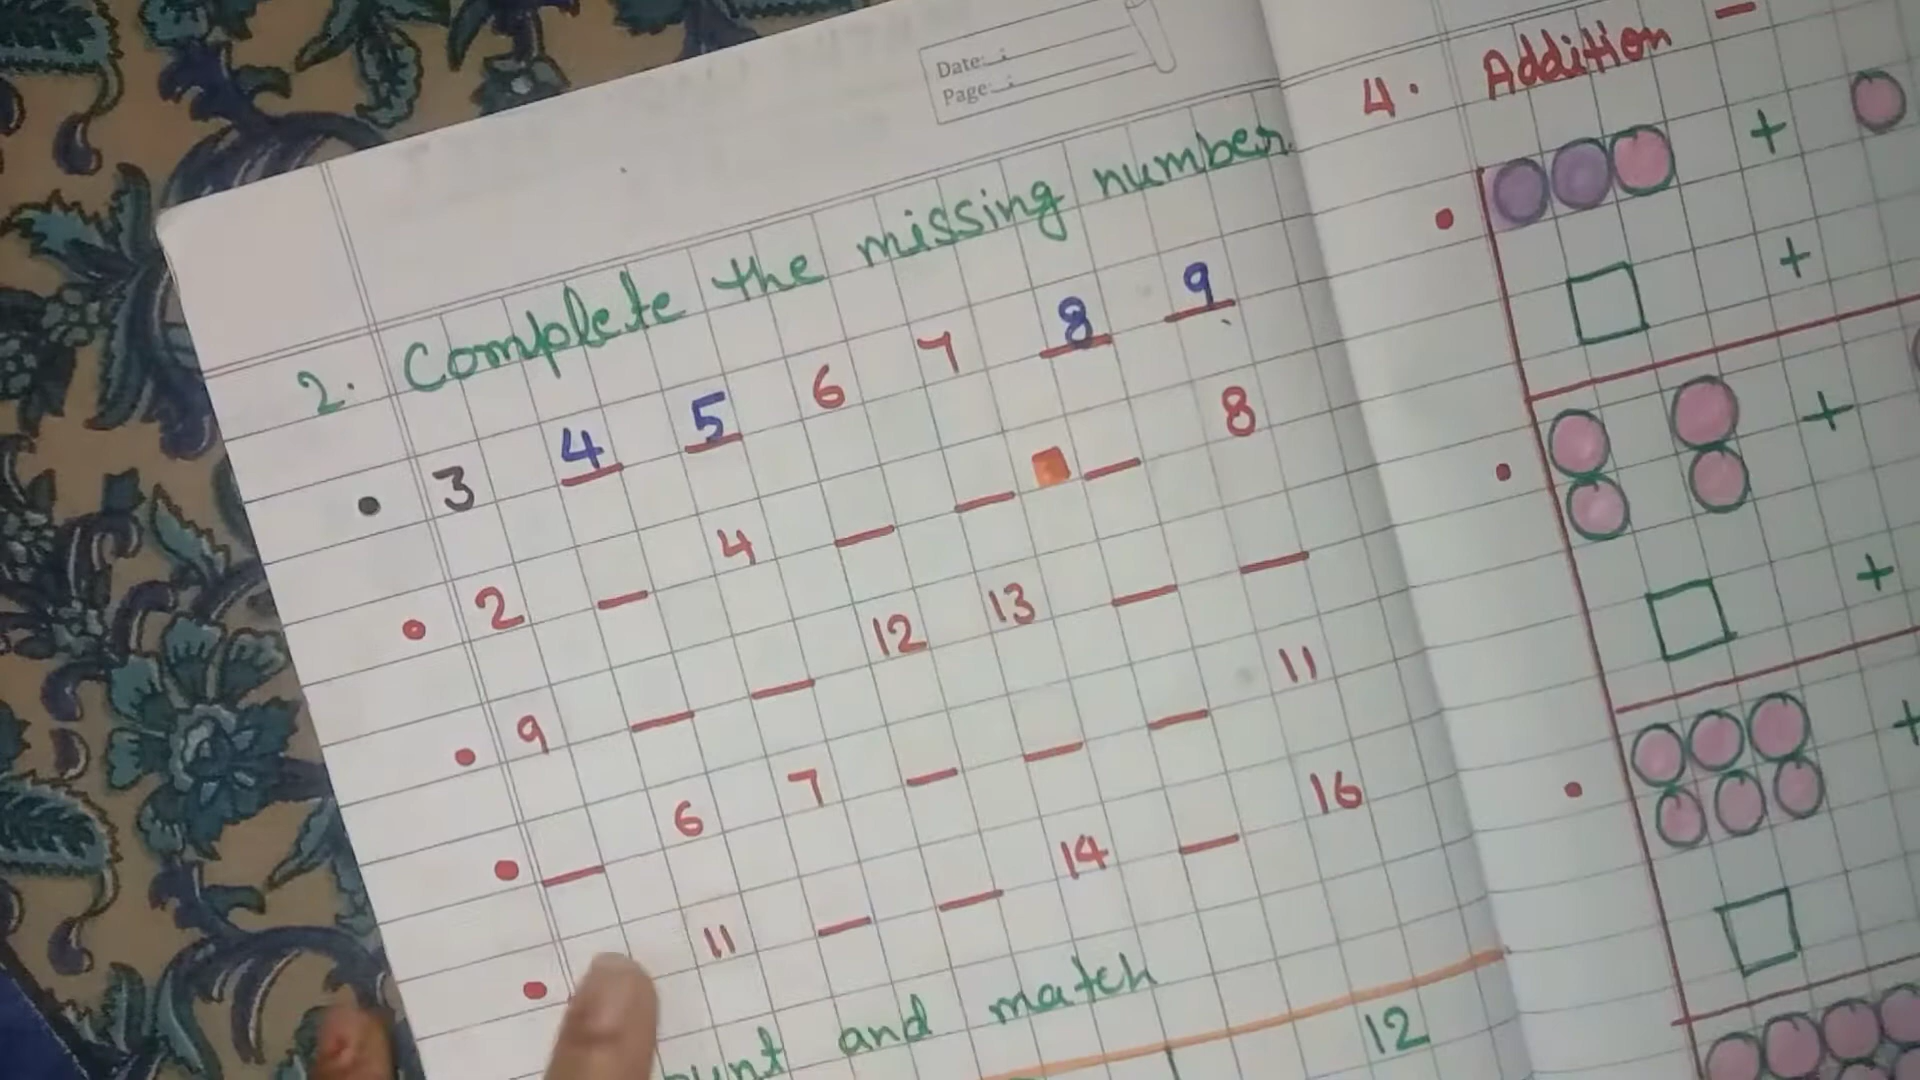 Date:
Page:
2. Complete the missing number
3 4 5 6 7 8 9
2 _ 4 _ _ _ 8
9 _ _ 12 13 _ _
_ 6 7 _ _ _ 11
11 _ _ 14 _ 16
and match
12
4. Addition -
+
+
+
+
+